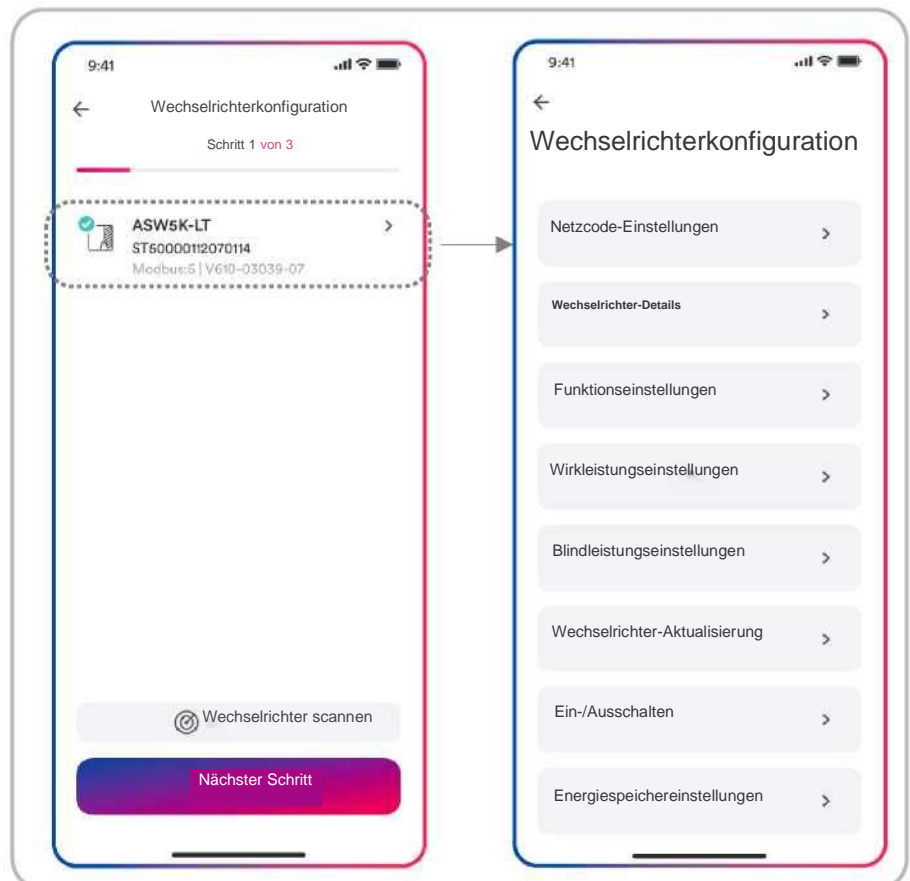 9:41
Wechselrichterkonfiguration
Schritt 1 von 3
ASW5K-LT
ST50000112070114
Modbus:5 | V610-03039-07
Wechselrichter scannen
Nächster Schritt
9:41
Wechselrichterkonfiguration
Netzcode-Einstellungen
Wechselrichter-Details
Funktionseinstellungen
Wirkleistungseinstellungen
Blindleistungseinstellungen
Wechselrichter-Aktualisierung
Ein-/Ausschalten
Energiespeichereinstellungen